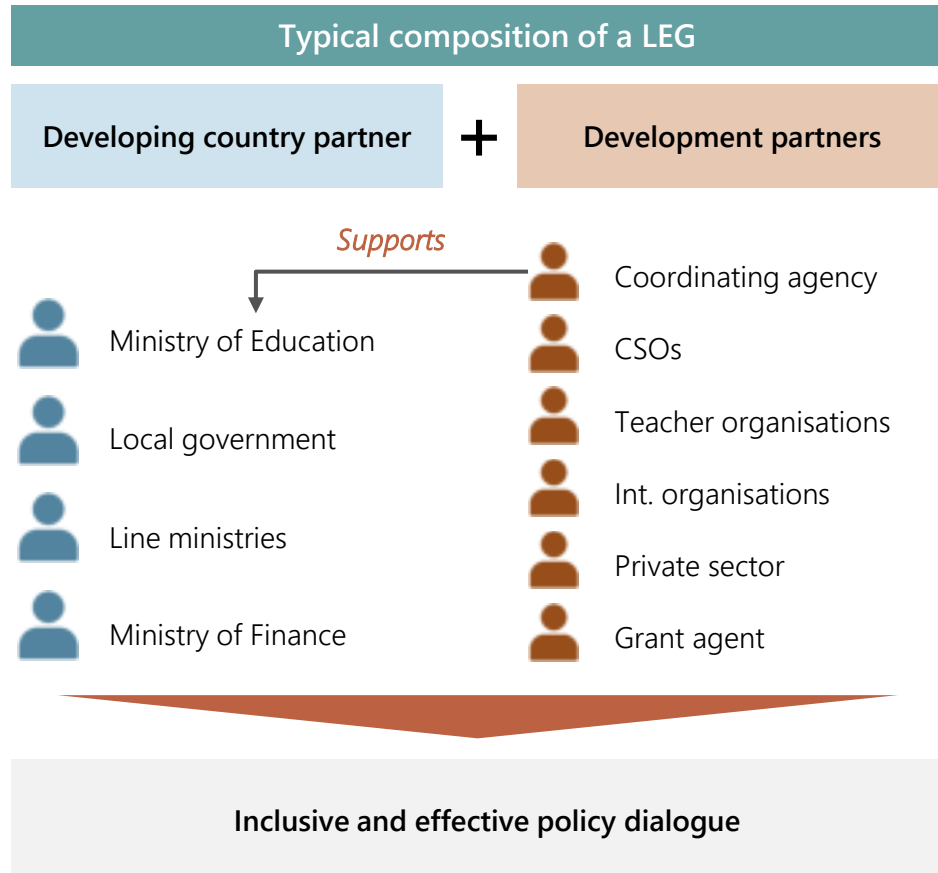 Typical composition of a LEG
Developing country partner
+
Development partners
Supports
Ministry of Education
Local government
Line ministries
Ministry of Finance
Coordinating agency
CSOs
Teacher organisations
Int. organisations
Private sector
Grant agent
Inclusive and effective policy dialogue